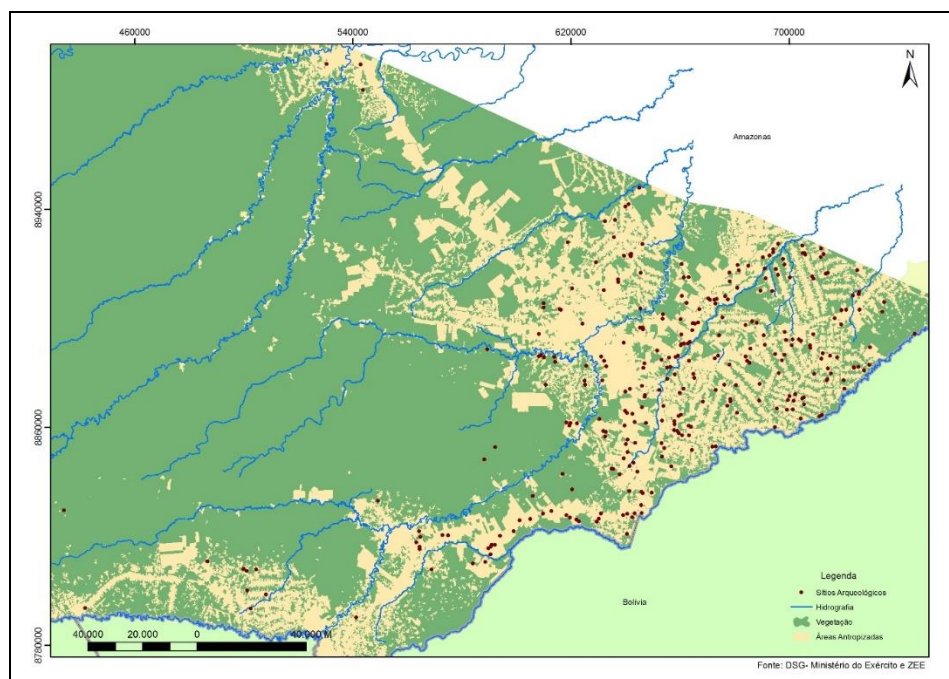 460000
540000
620000
700000
N
Amazonas
8940000
8860000
8780000
Bolívia
Legenda
Sítios Arqueológicos
Hidrografia
Vegetação
Áreas Antropizadas
40.000 20.000 0 40.000 M
Fonte: DSG- Ministério do Exército e ZEE